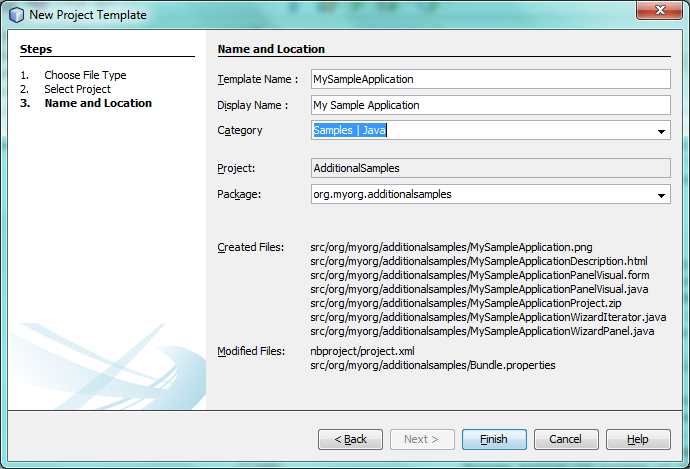 New Project Template
Steps
1. Choose File Type
2. Select Project
3. Name and Location
Name and Location
Template Name : MySampleApplication
Display Name : My Sample Application
Category Samples | Java
Project: AdditionalSamples
Package: org.myorg.additionalsamples
Created Files: src/org/myorg/additionalsamples/MySampleApplication.png
src/org/myorg/additionalsamples/MySampleApplicationDescription.html
src/org/myorg/additionalsamples/MySampleApplicationPanelVisual.form
src/org/myorg/additionalsamples/MySampleApplicationPanelVisual.java
src/org/myorg/additionalsamples/MySampleApplicationProject.zip
src/org/myorg/additionalsamples/MySampleApplicationWizardIterator.java
src/org/myorg/additionalsamples/MySampleApplicationWizardPanel.java
Modified Files: nbproject/project.xml
src/org/myorg/additionalsamples/Bundle.properties
< Back Next > Finish Cancel Help